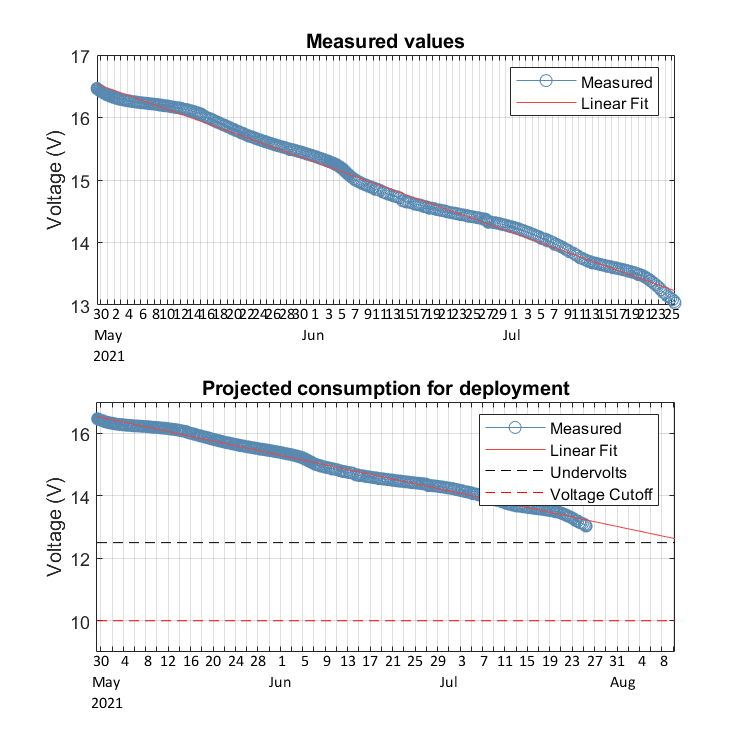 Measured values
17
16
15
14
13
Voltage (V)
Measured
Linear Fit
30 2 4 6 8 10 12 14 16 18 20 22 24 26 28 30 1 3 5 7 9 11 13 15 17 19 21 23 25 27 29 1 3 5 7 9 11 13 15 17 19 21 23 25
May Jun Jul
2021
Projected consumption for deployment
16
14
12
10
Voltage (V)
Measured
Linear Fit
Undervolts
Voltage Cutoff
30 4 8 12 16 20 24 28 1 5 9 13 17 21 25 29 3 7 11 15 19 23 27 31 4 8
May Jun Jul Aug
2021